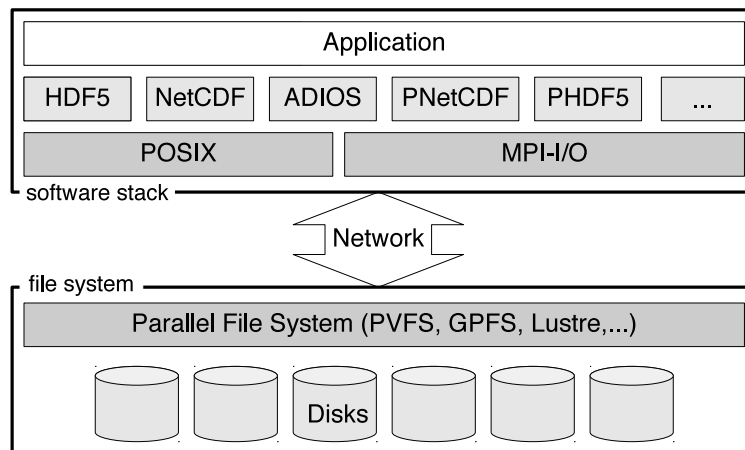 Application
HDF5 NetCDF ADIOS PNetCDF PHDF5 ...
POSIX MPI-I/O
software stack
Network
file system
Parallel File System (PVFS, GPFS, Lustre,...)
Disks